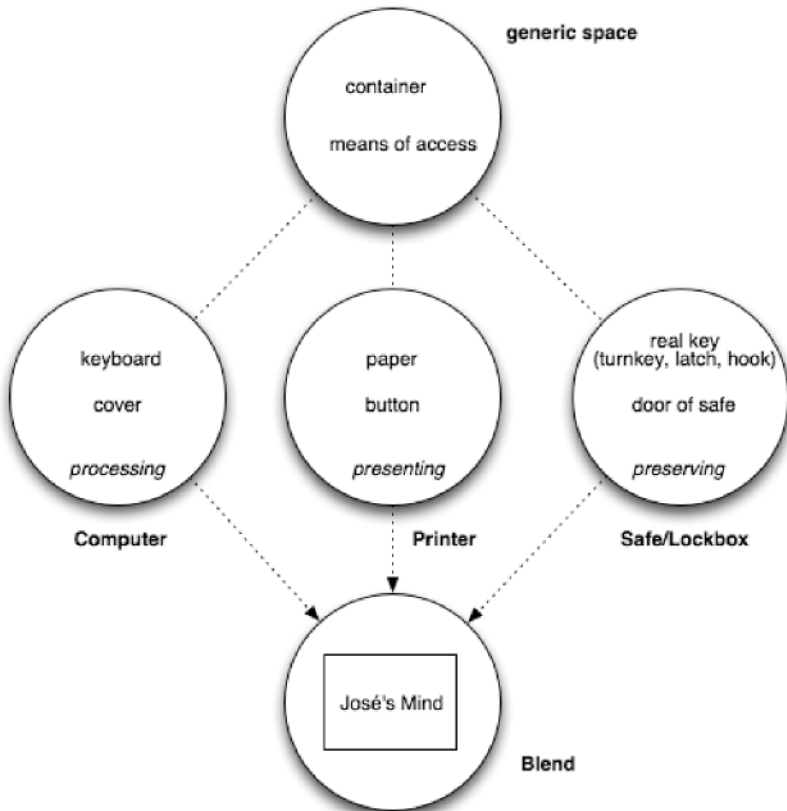 generic space
container
means of access
keyboard
cover
processing
Computer
paper
button
presenting
Printer
real key
(turnkey, latch, hook)
door of safe
preserving
Safe/Lockbox
José's Mind
Blend